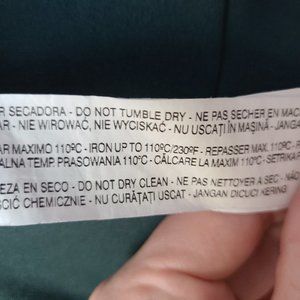 R SECADORA - DO NOT TUMBLE DRY - NE PAS SECHER EN MAC
AR - NIE WIROWAĆ, NIE WYCISKAĆ - NU USCAȚI ÎN MAȘINĂ - JANGAN
AR MAXIMO 110ºC - IRON UP TO 110ºC/230ºF - REPASSER MAX. 110ºC - P
ALNA TEMP. PRASOWANIA 110ºC - CĂLCARE LA MAXIM 110ºC - SETRIKA
EZA EN SECO - DO NOT DRY CLEAN - NE PAS NETTOYER A SEC - NÃO
ŚCIĆ CHEMICZNIE - NU CURĂȚAȚI USCAT - JANGAN DICUCI KERING